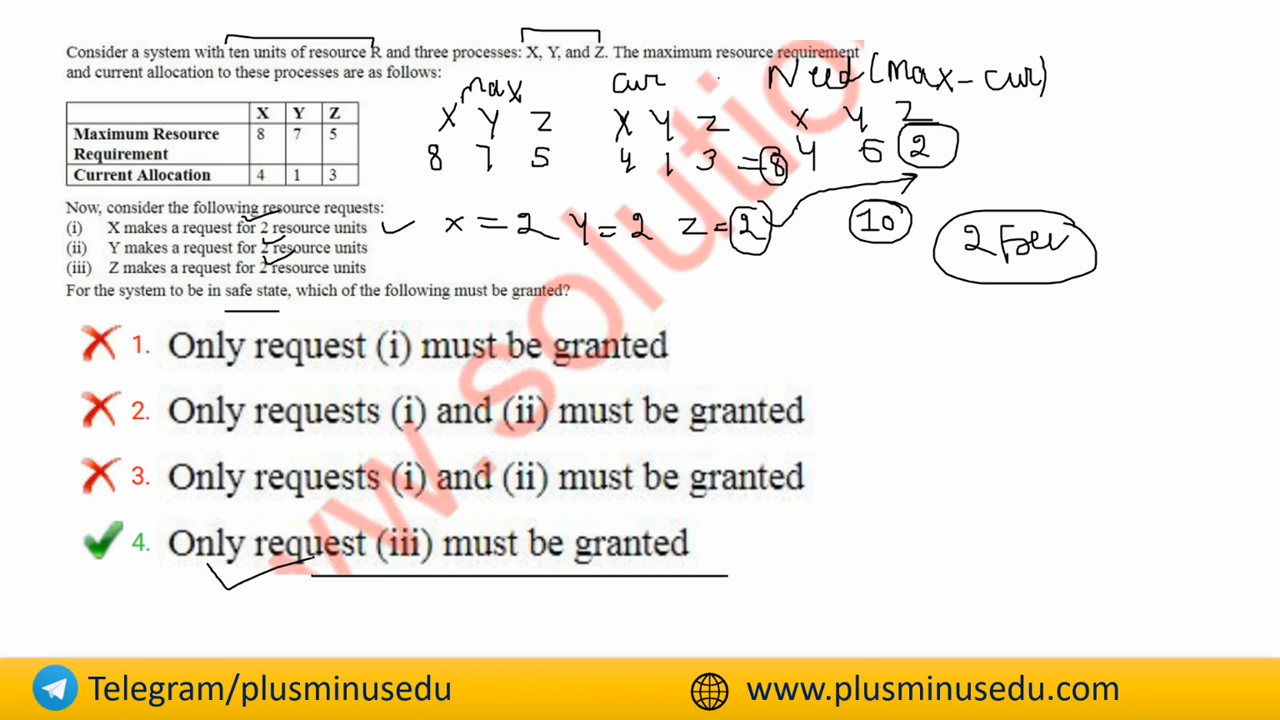 Consider a system with ten units of resource R and three processes: X, Y, and Z. The maximum resource requirement
and current allocation to these processes are as follows:
Max Cur Need (Max - Cur)
X Y Z X Y Z X Y Z
8 7 5 4 1 3 = 8 4 6 2
X Y Z
Maximum Resource Requirement 8 7 5
Current Allocation 4 1 3
Now, consider the following resource requests:
(i) X makes a request for 2 resource units
X = 2 Y = 2 Z = 2 10
2 Free
(ii) Y makes a request for 2 resource units
(iii) Z makes a request for 2 resource units
For the system to be in safe state, which of the following must be granted?
1. Only request (i) must be granted
2. Only requests (i) and (ii) must be granted
3. Only requests (i) and (ii) must be granted
4. Only request (iii) must be granted
ww.solutio
Telegram/plusminusedu
www.plusminusedu.com